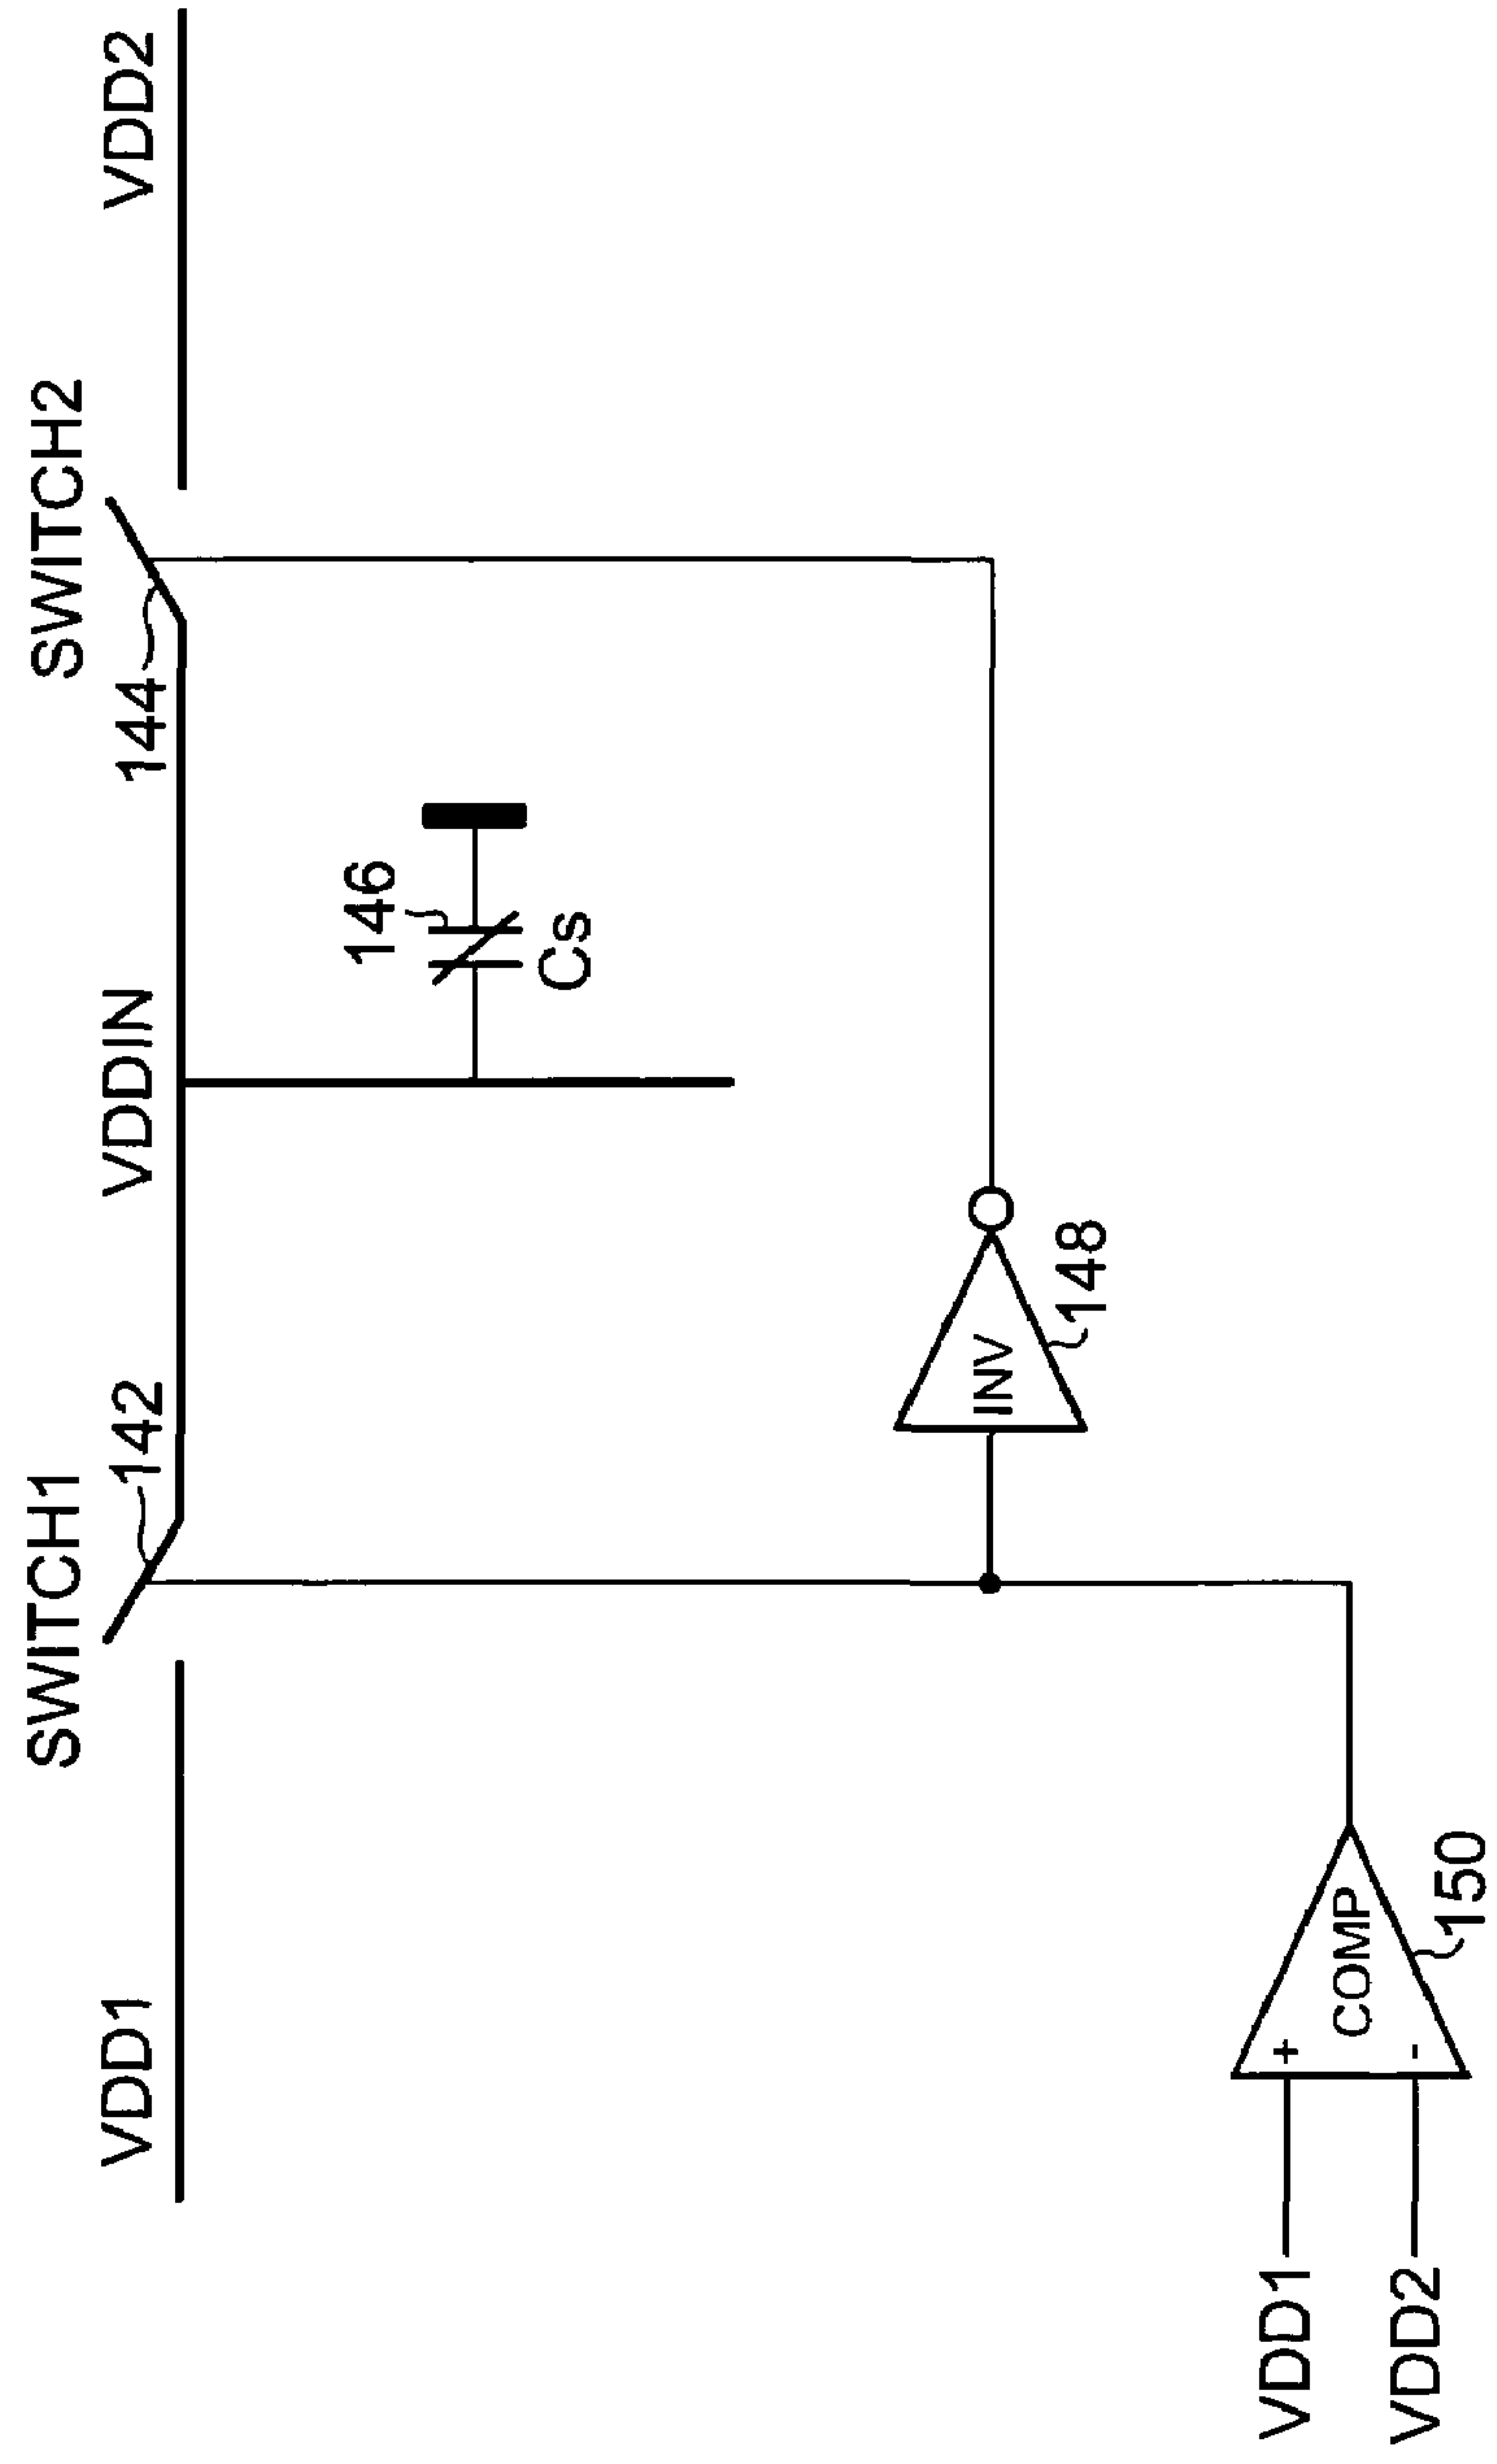 SWITCH1
SWITCH2
VDD1
142
VDDIN
144
VDD2
146
Cs
INV
148
VDD1
+
COMP
VDD2
-
150